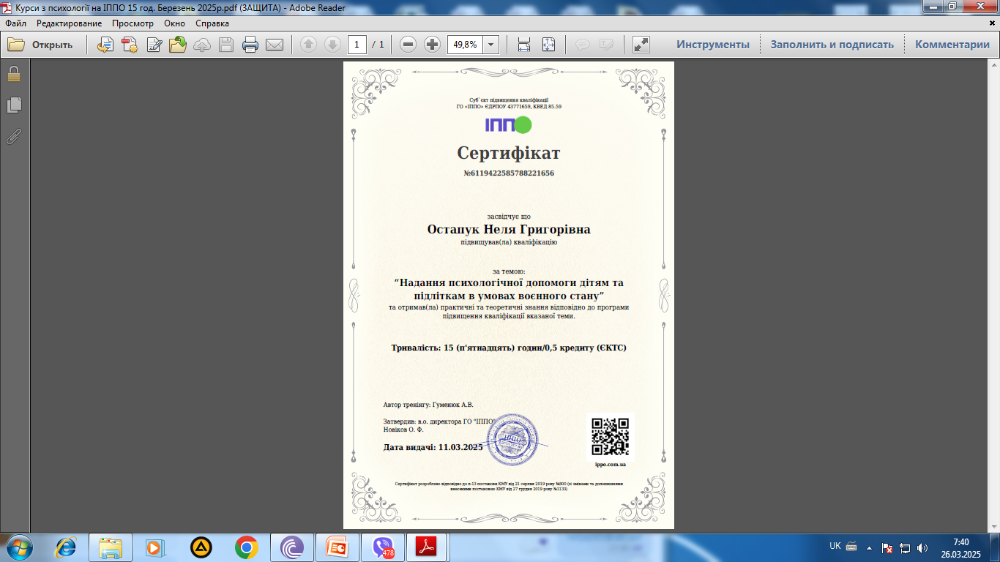 Курси з психології на ІППО 15 год. Березень 2025р.pdf (ЗАЩИТА) - Adobe Reader
Файл Редактирование Просмотр Окно Справка
Открыть 1 / 1 49,8% Инструменты Заполнить и подписать Комментарии
Суб`єкт підвищення кваліфікації
ГО «ІППО» ЄДРПОУ 43771659, КВЕД 85.59
ІППО
Сертифікат
№6119422585788221656
засвідчує що
Остапук Неля Григорівна
підвищував(ла) кваліфікацію
за темою:
“Надання психологічної допомоги дітям та
підліткам в умовах воєнного стану”
та отримав(ла) практичні та теоретичні знання відповідно до програми
підвищення кваліфікації вказаної теми.
Тривалість: 15 (п'ятнадцять) годин/0,5 кредиту (ЄКТС)
Автор тренінгу: Гуменюк А.В.
Затвердив: в.о. директора ГО "ІППО"
Новіков О. Ф.
Дата видачі: 11.03.2025
ІППО
ippo.com.ua
Сертифікат розроблено відповідно до п-13 постанови КМУ від 21 серпня 2019 року №800 (зі змінами та доповненнями
внесеними постановою КМУ від 27 грудня 2019 року №1133)
478
UK
7:40
26.03.2025